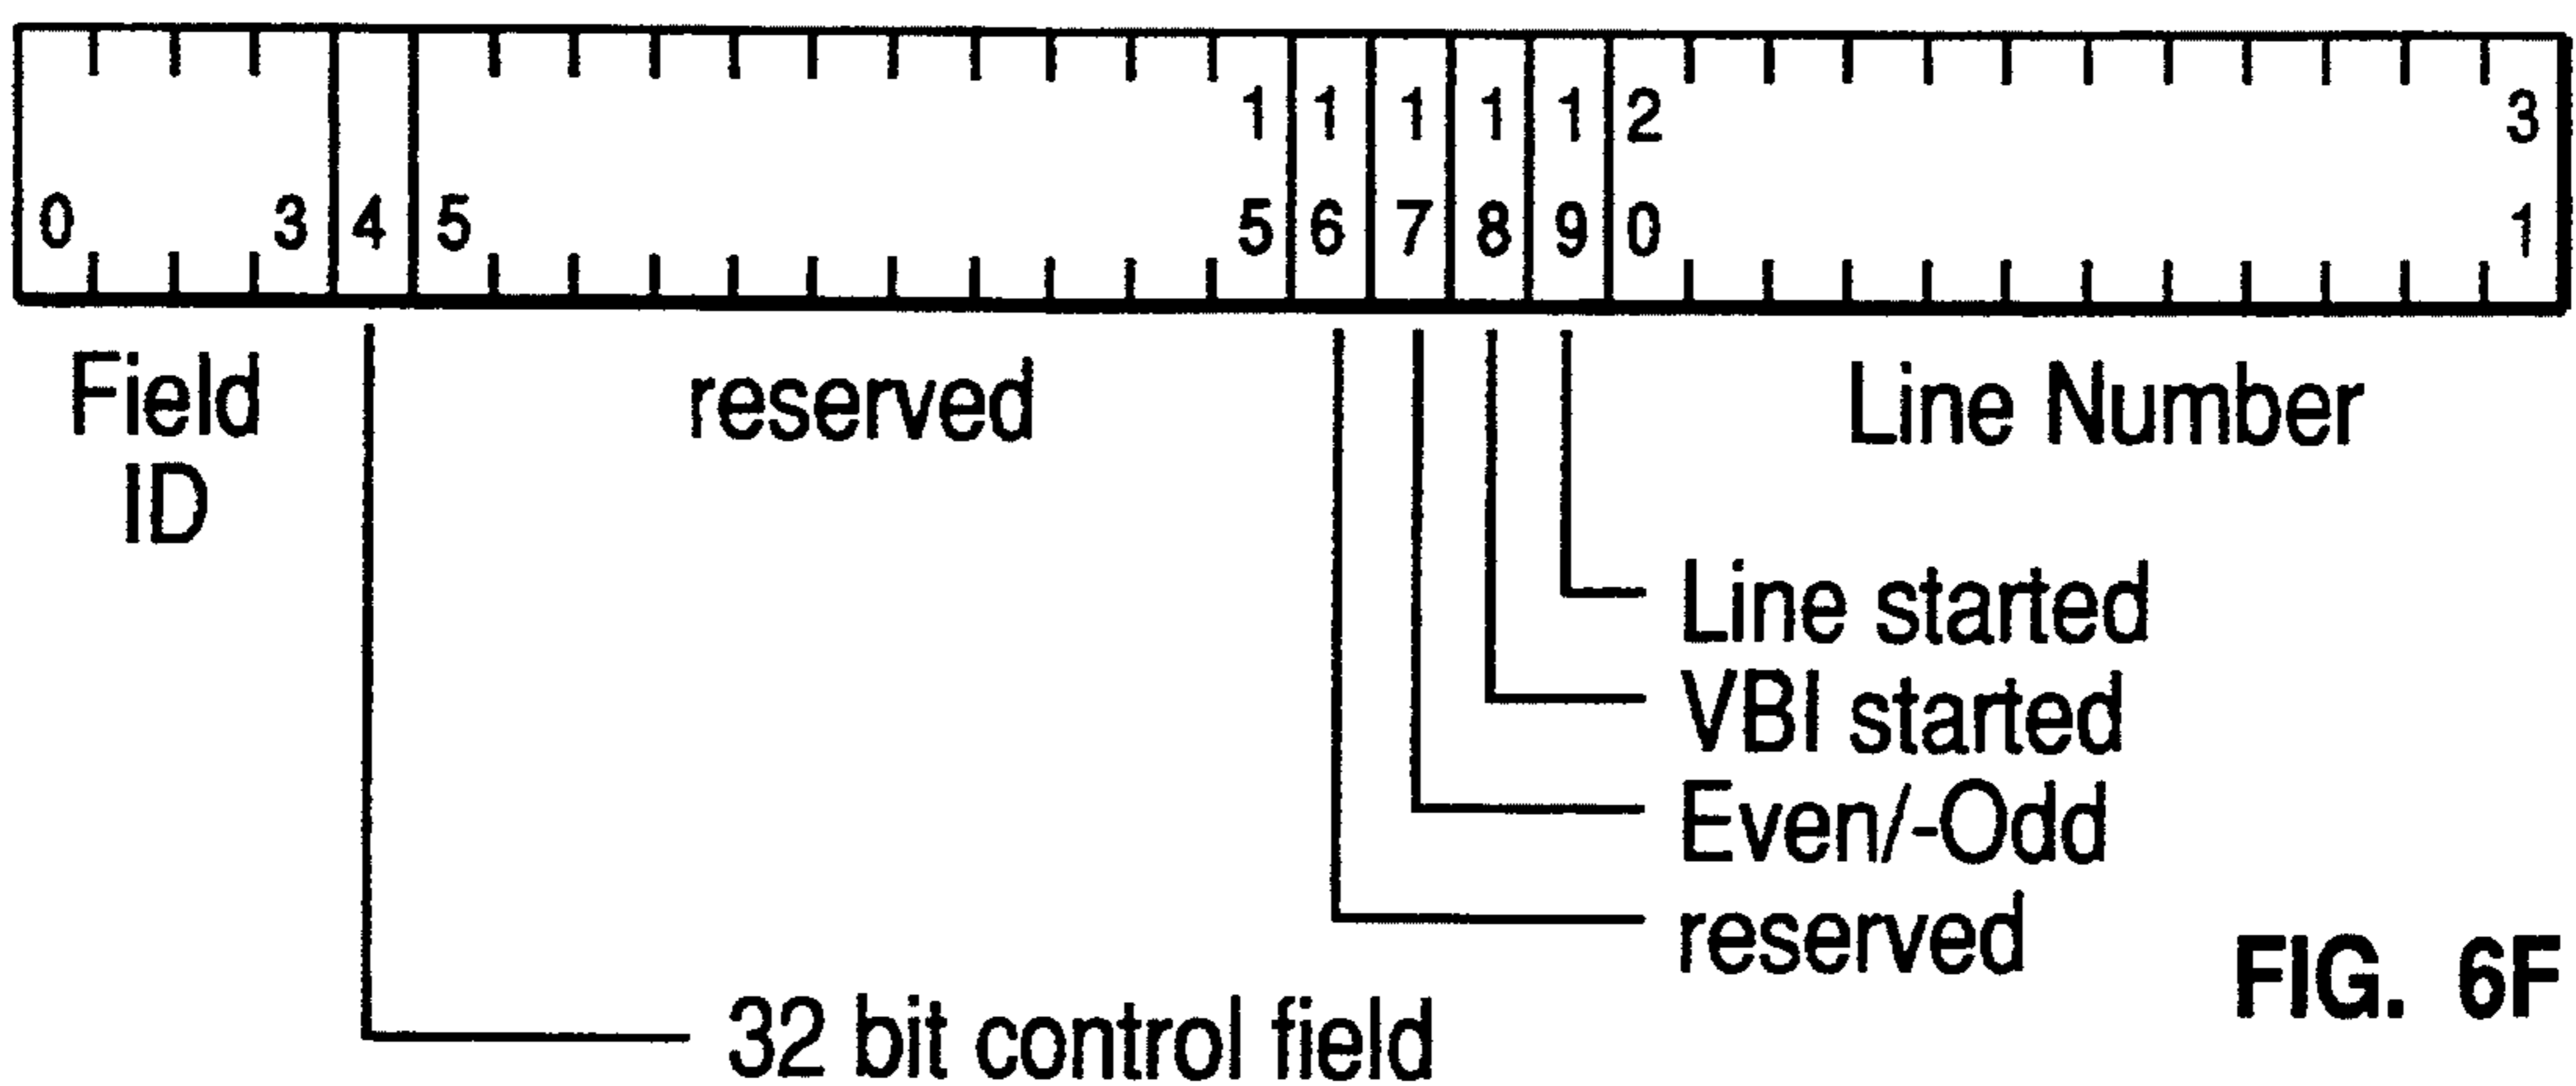 1 1 1 1 1 2 3
0 3 4 5 5 6 7 8 9 0 1
Field
ID
reserved
Line Number
Line started
VBI started
Even/-Odd
reserved
32 bit control field
FIG. 6F